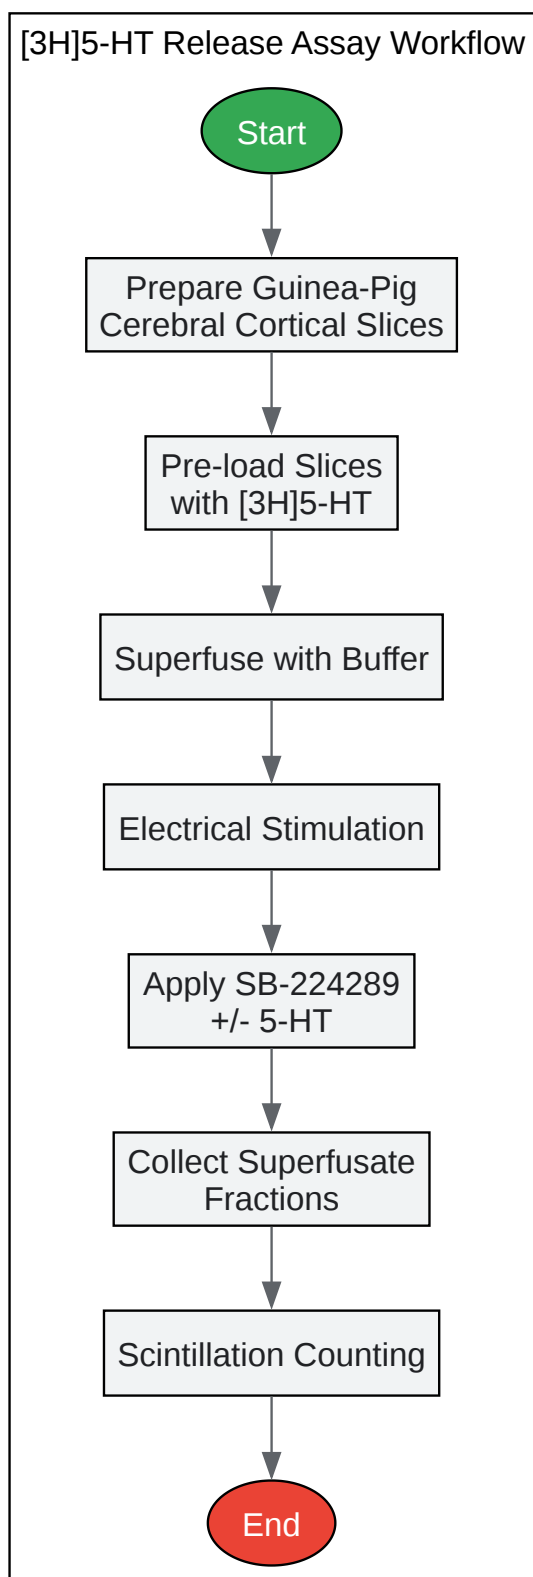 [3H]5-HT Release Assay Workflow
Start
Prepare Guinea-Pig
Cerebral Cortical Slices
Pre-load Slices
with [3H]5-HT
Superfuse with Buffer
Electrical Stimulation
Apply SB-224289
+/- 5-HT
Collect Superfusate
Fractions
Scintillation Counting
End